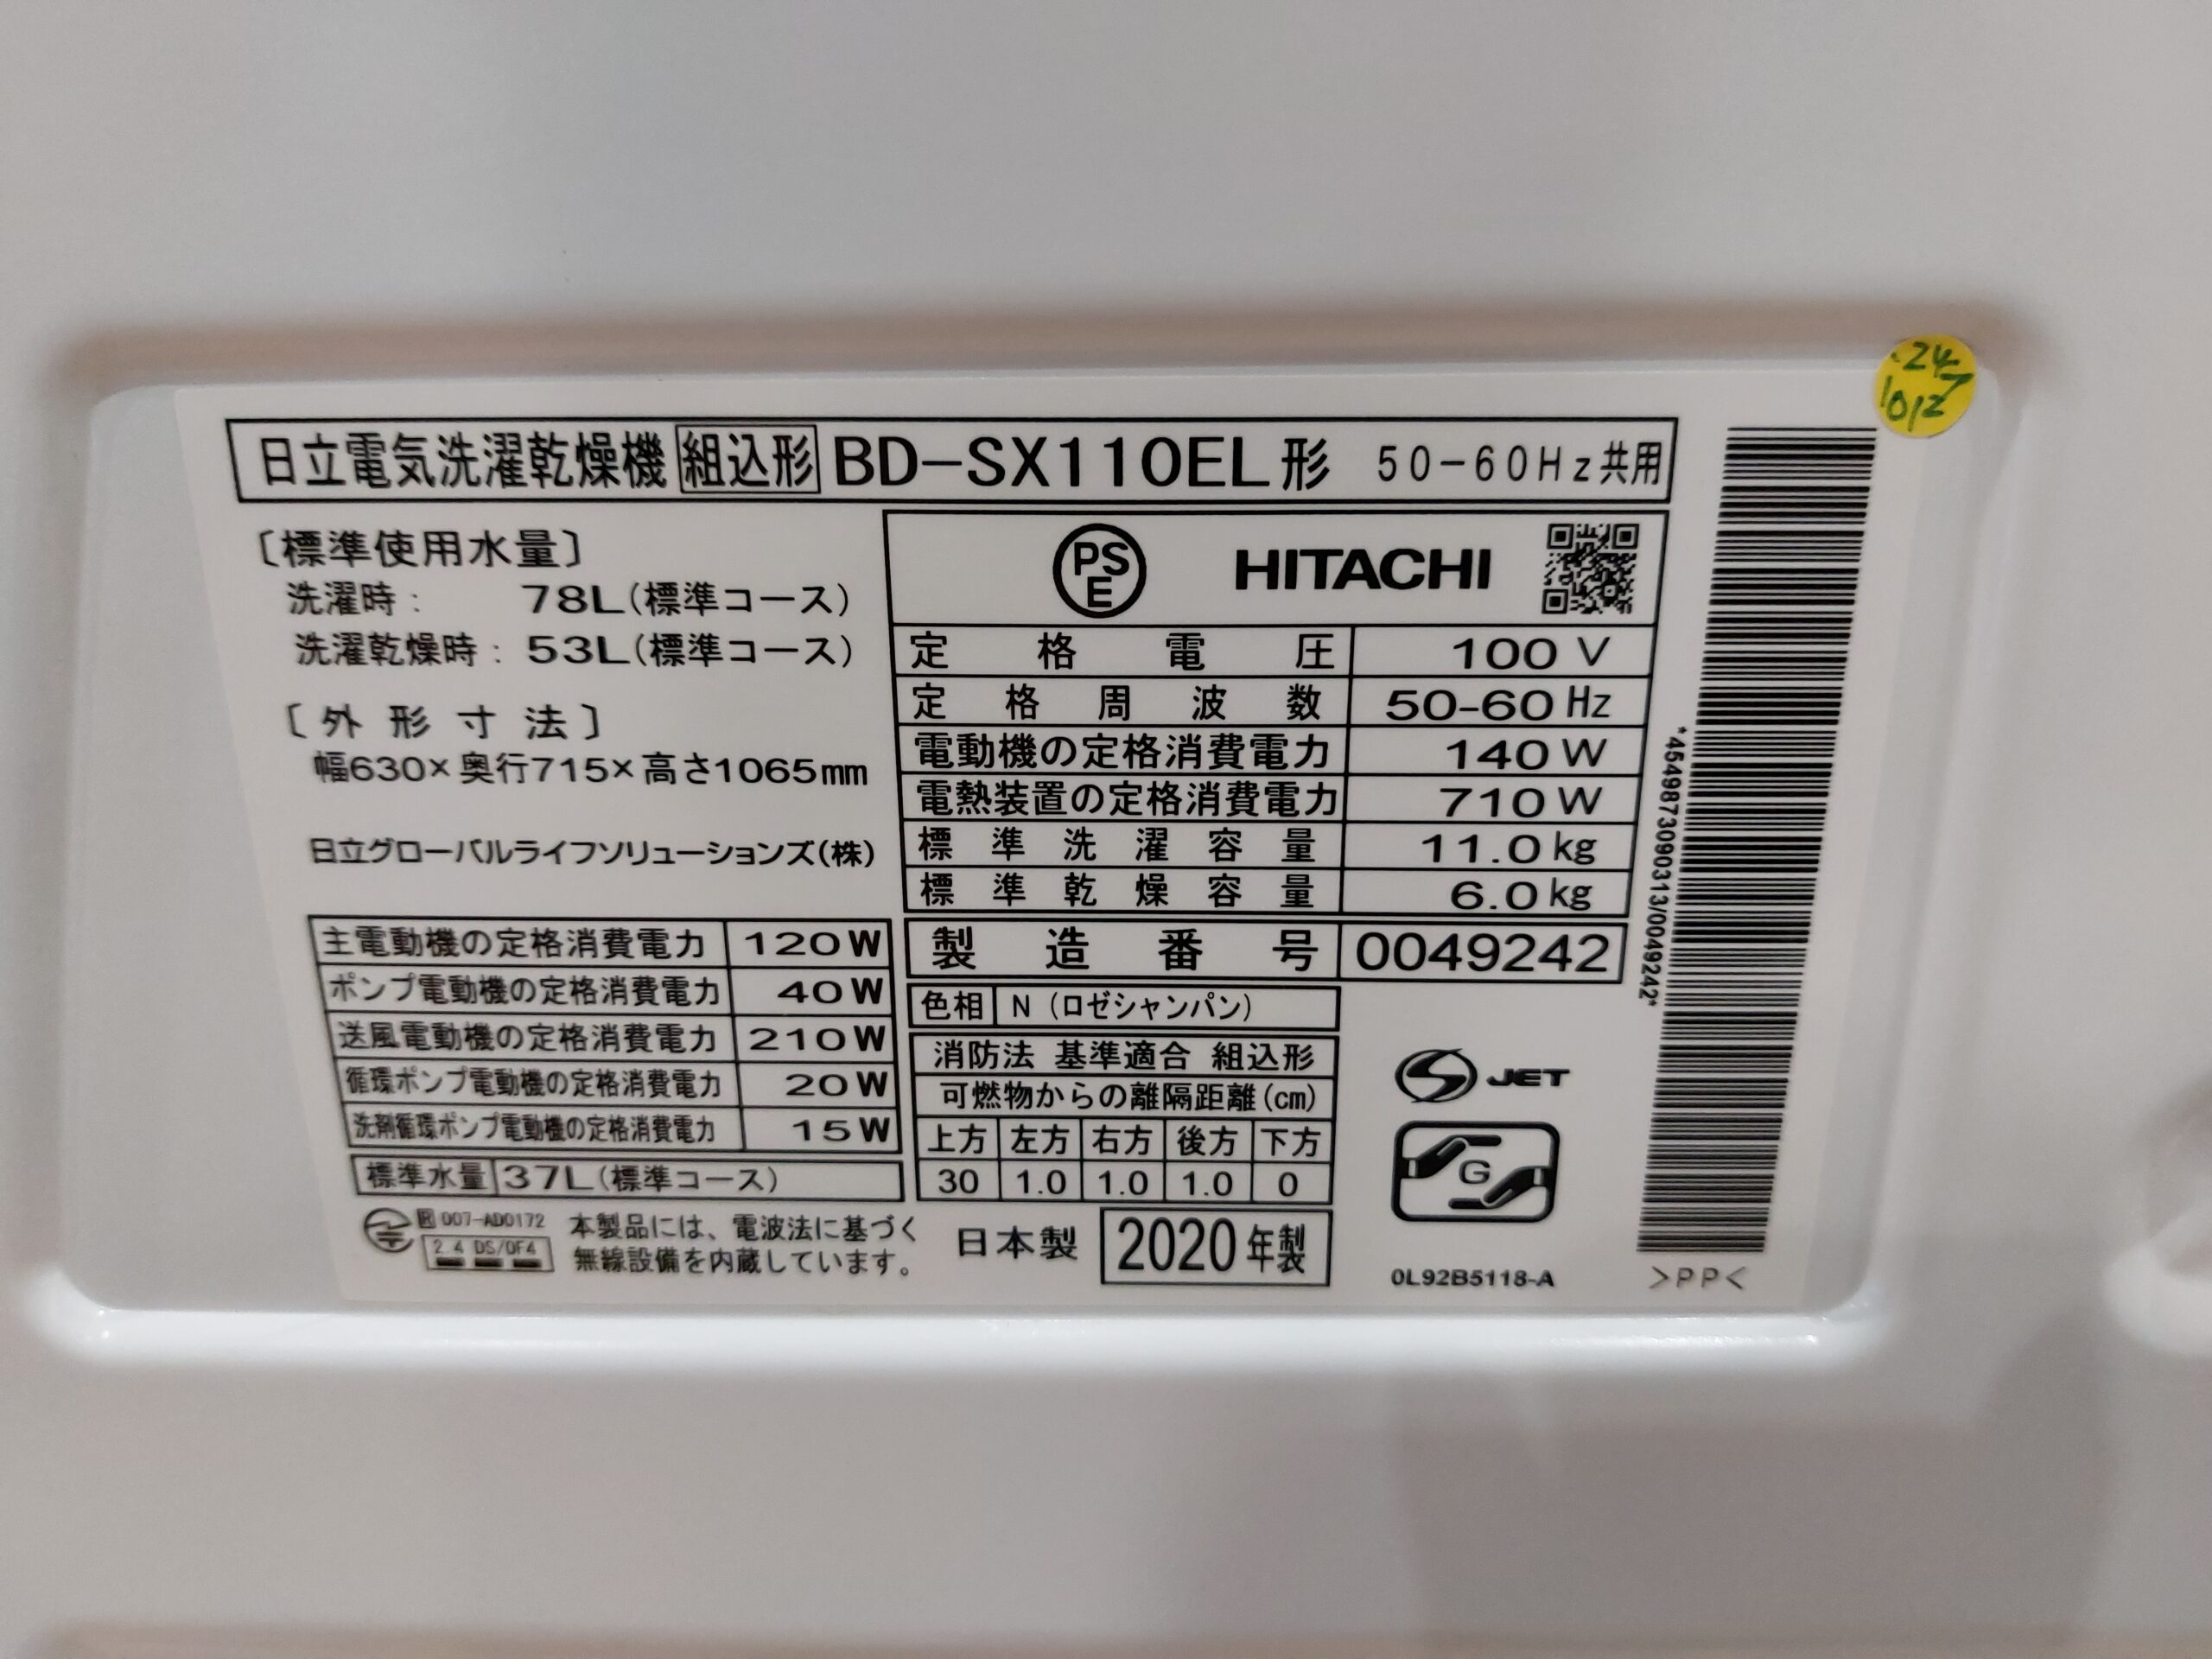 日立電気洗濯乾燥機 組込形 BD-SX110EL形 50-60Hz共用
〔標準使用水量〕
洗濯時: 78L(標準コース)
洗濯乾燥時: 53L(標準コース)
〔外形寸法〕
幅630×奥行715×高さ1065mm
日立グローバルライフソリューションズ(株)
主電動機の定格消費電力 120W
ポンプ電動機の定格消費電力 40W
送風電動機の定格消費電力 210W
循環ポンプ電動機の定格消費電力 20W
洗剤循環ポンプ電動機の定格消費電力 15W
標準水量 37L(標準コース)
R 007-AD0172
2.4 DS/OF4
本製品には、電波法に基づく
無線設備を内蔵しています。
PSE HITACHI
定格電圧 100V
定格周波数 50-60Hz
電動機の定格消費電力 140W
電熱装置の定格消費電力 710W
標準洗濯容量 11.0kg
標準乾燥容量 6.0kg
製造番号 0049242
色相 N(ロゼシャンパン)
消防法 基準適合 組込形
可燃物からの離隔距離(cm)
上方 左方 右方 後方 下方
30 1.0 1.0 1.0 0
日本製 2020年製
S JET
G
0L92B5118-A
*4549873090313/0049242*
>PP<